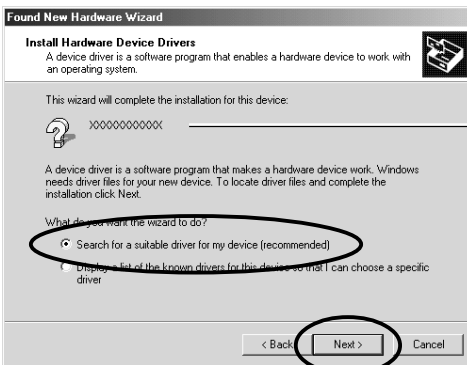 Found New Hardware Wizard
Install Hardware Device Drivers
A device driver is a software program that enables a hardware device to work with
an operating system.
This wizard will complete the installation for this device:
XXXXXXXXXXX
A device driver is a software program that makes a hardware device work. Windows
needs driver files for your new device. To locate driver files and complete the
installation click Next.
What do you want the wizard to do?
Search for a suitable driver for my device (recommended)
Display a list of the known drivers for this device so that I can choose a specific
driver
< Back Next > Cancel